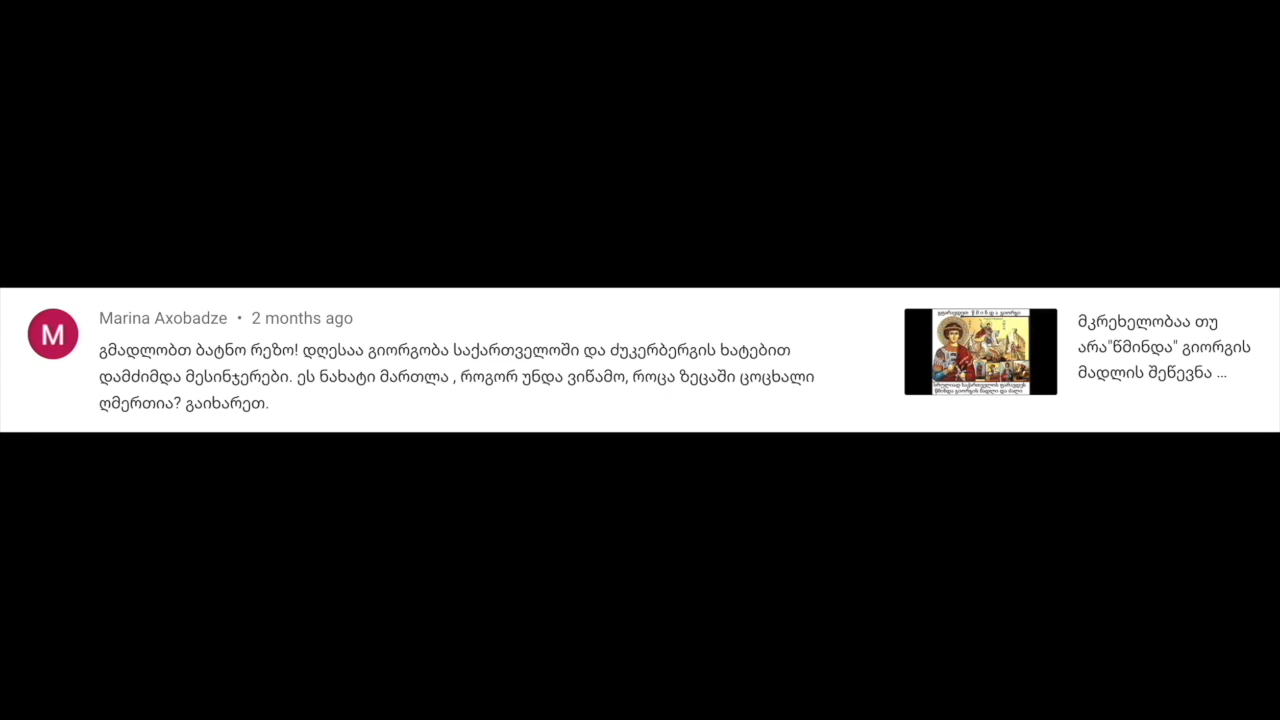 M
Marina Axobadze • 2 months ago
გმადლობთ ბატნო რეზო! დღესაა გიორგობა საქართველოში და ძუკერბერგის ხატებით
დამძიმდა მესინჯერები. ეს ნახატი მართლა , როგორ უნდა ვიწამო, როცა ზეცაში ცოცხალი
ღმერთია? გაიხარეთ.
მკრეხელობაა თუ
არა"წმინდა" გიორგის
მადლის შეწევნა ...